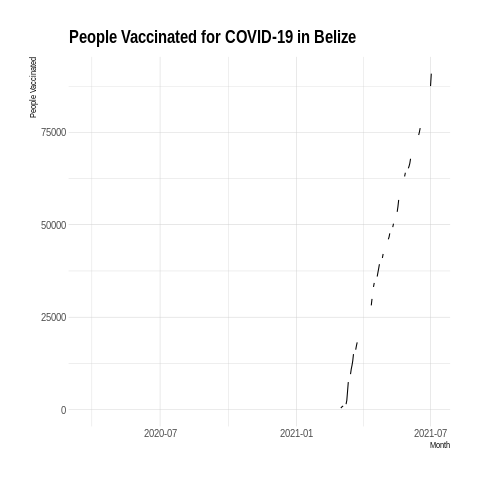 People Vaccinated for COVID-19 in Belize
People Vaccinated
75000
50000
25000
0
2020-07 2021-01 2021-07
Month